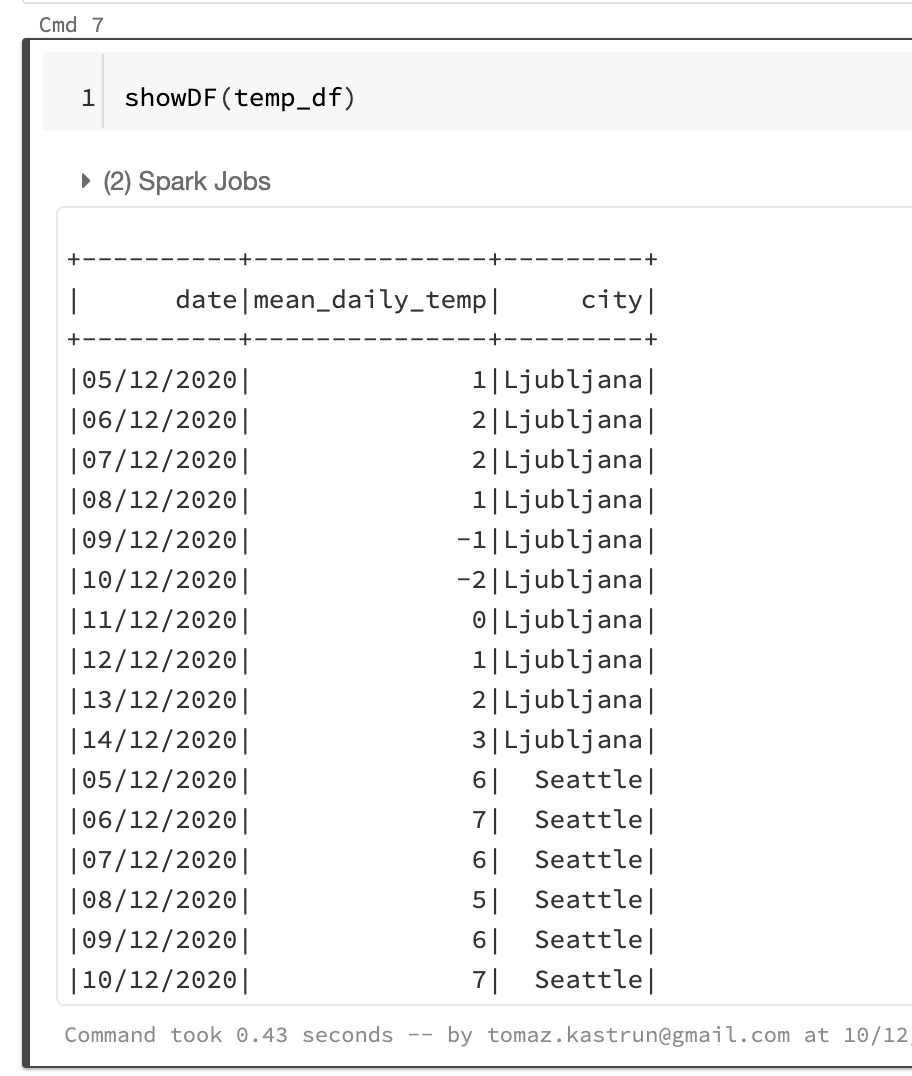 Cmd 7
1 showDF(temp_df)
(2) Spark Jobs
+----------+---------------+---------+
|      date|mean_daily_temp|     city|
+----------+---------------+---------+
|05/12/2020|              1|Ljubljana|
|06/12/2020|              2|Ljubljana|
|07/12/2020|              2|Ljubljana|
|08/12/2020|              1|Ljubljana|
|09/12/2020|             -1|Ljubljana|
|10/12/2020|             -2|Ljubljana|
|11/12/2020|              0|Ljubljana|
|12/12/2020|              1|Ljubljana|
|13/12/2020|              2|Ljubljana|
|14/12/2020|              3|Ljubljana|
|05/12/2020|              6|  Seattle|
|06/12/2020|              7|  Seattle|
|07/12/2020|              6|  Seattle|
|08/12/2020|              5|  Seattle|
|09/12/2020|              6|  Seattle|
|10/12/2020|              7|  Seattle|
Command took 0.43 seconds -- by tomaz.kastrun@gmail.com at 10/12